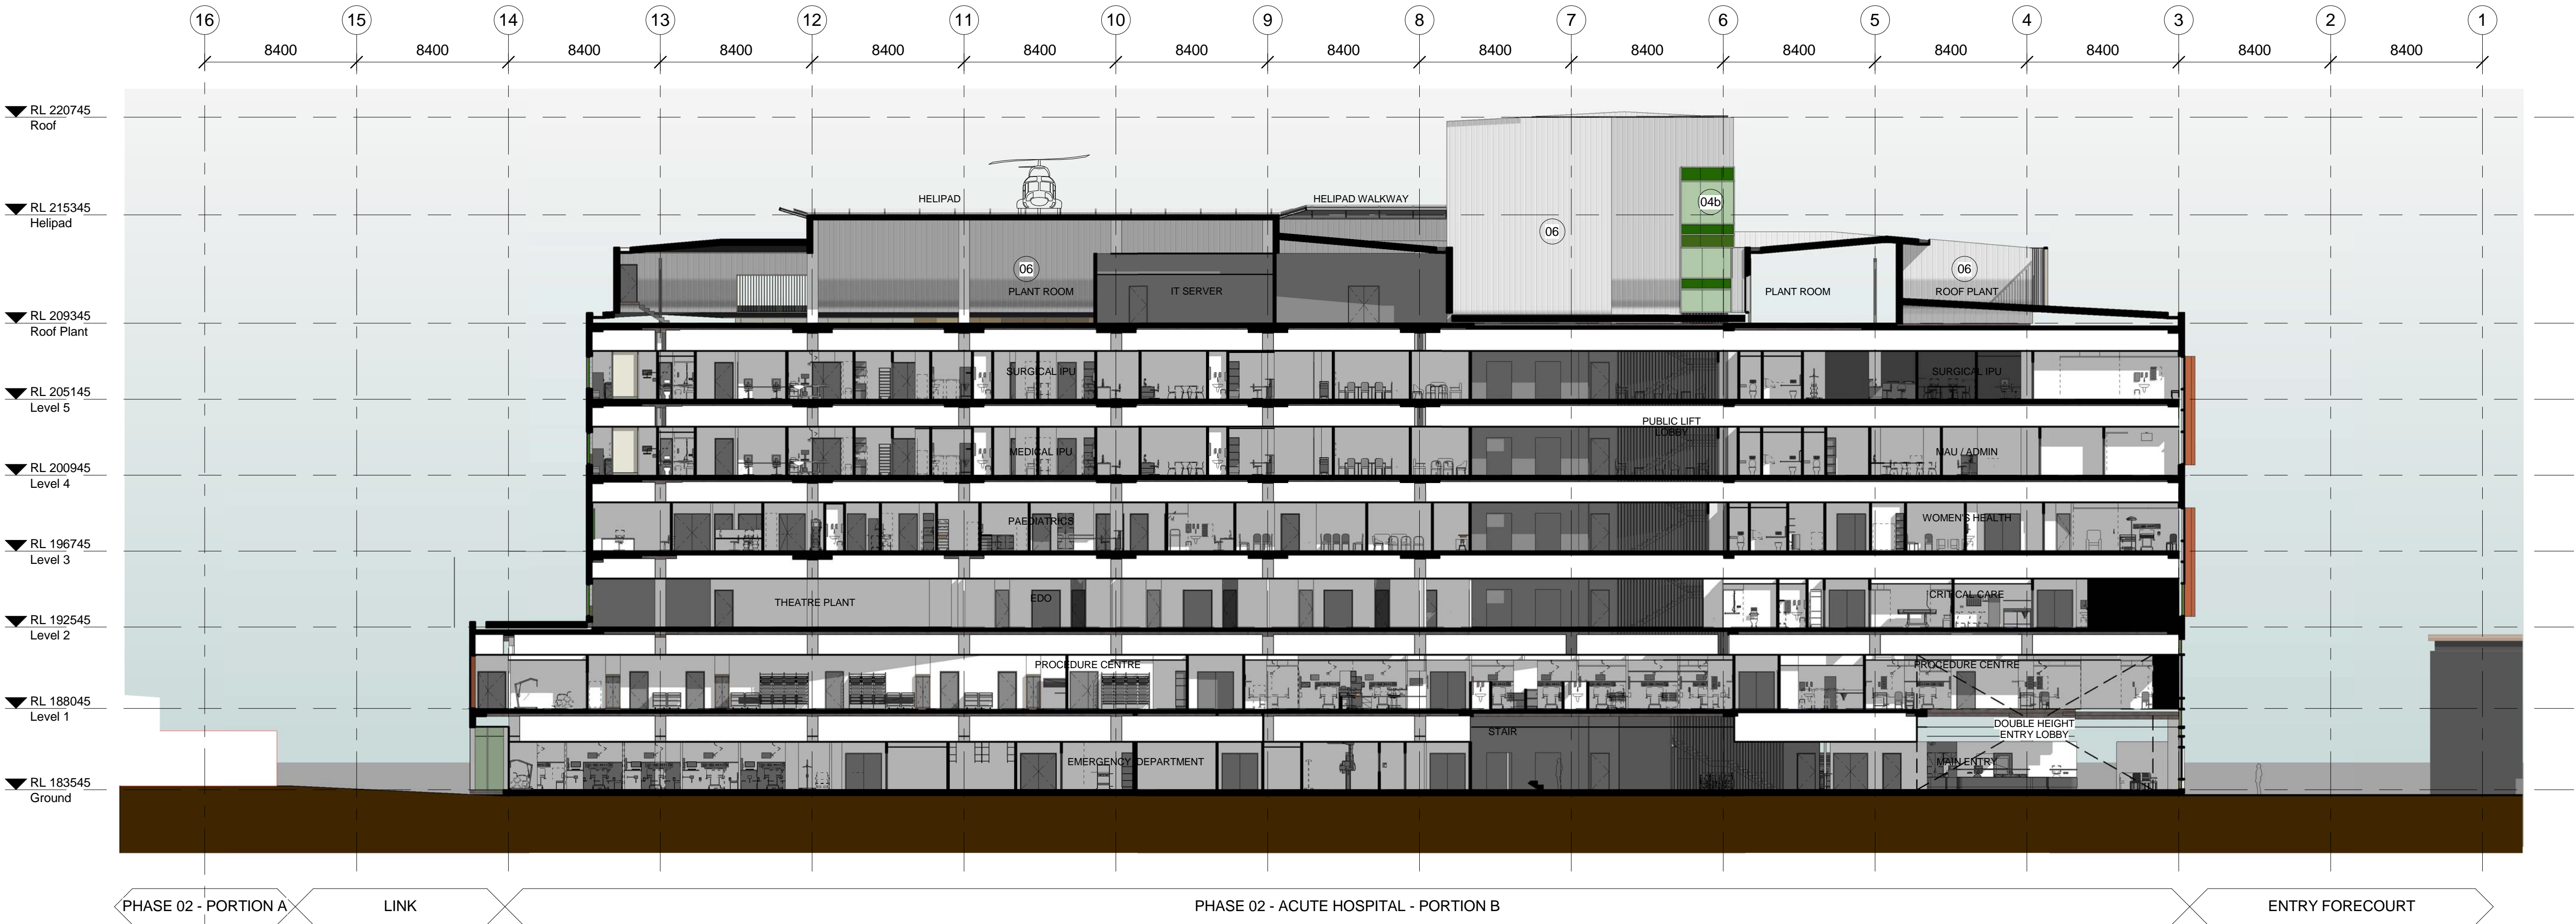 16 15 14 13 12 11 10 9 8 7 6 5 4 3 2 1
8400 8400 8400 8400 8400 8400 8400 8400 8400 8400 8400 8400 8400 8400 8400
RL 220745
Roof
HELIPAD
HELIPAD WALKWAY
04b
RL 215345
Helipad
06
06
06
PLANT ROOM
IT SERVER
PLANT ROOM
ROOF PLANT
RL 209345
Roof Plant
SURGICAL IPU
SURGICAL IPU
RL 205145
Level 5
PUBLIC LIFT
LOBBY
MEDICAL IPU
MAU / ADMIN
RL 200945
Level 4
PAEDIATRICS
WOMEN'S HEALTH
RL 196745
Level 3
THEATRE PLANT
EDO
CRITICAL CARE
RL 192545
Level 2
PROCEDURE CENTRE
PROCEDURE CENTRE
RL 188045
Level 1
STAIR
DOUBLE HEIGHT
ENTRY LOBBY
EMERGENCY DEPARTMENT
MAIN ENTRY
RL 183545
Ground
PHASE 02 - PORTION A
LINK
PHASE 02 - ACUTE HOSPITAL - PORTION B
ENTRY FORECOURT